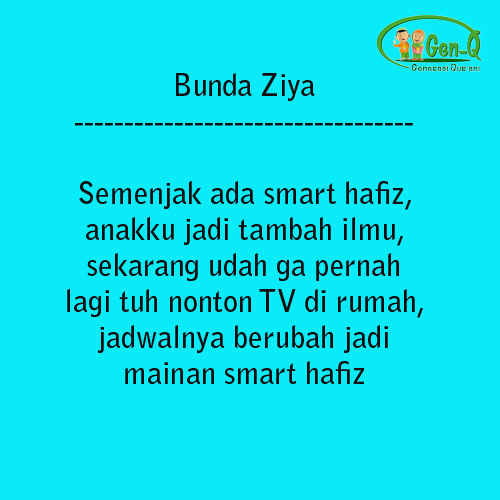 Gen-Q
Generasi Qur'ani
Bunda Ziya
----------------------------------
Semenjak ada smart hafiz,
anakku jadi tambah ilmu,
sekarang udah ga pernah
lagi tuh nonton TV di rumah,
jadwalnya berubah jadi
mainan smart hafiz